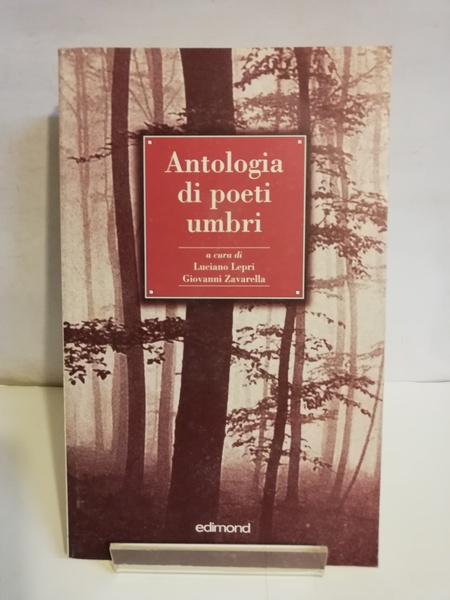 Antologia
di poeti
umbri
a cura di
Luciano Lepri
Giovanni Zavarella
edimond